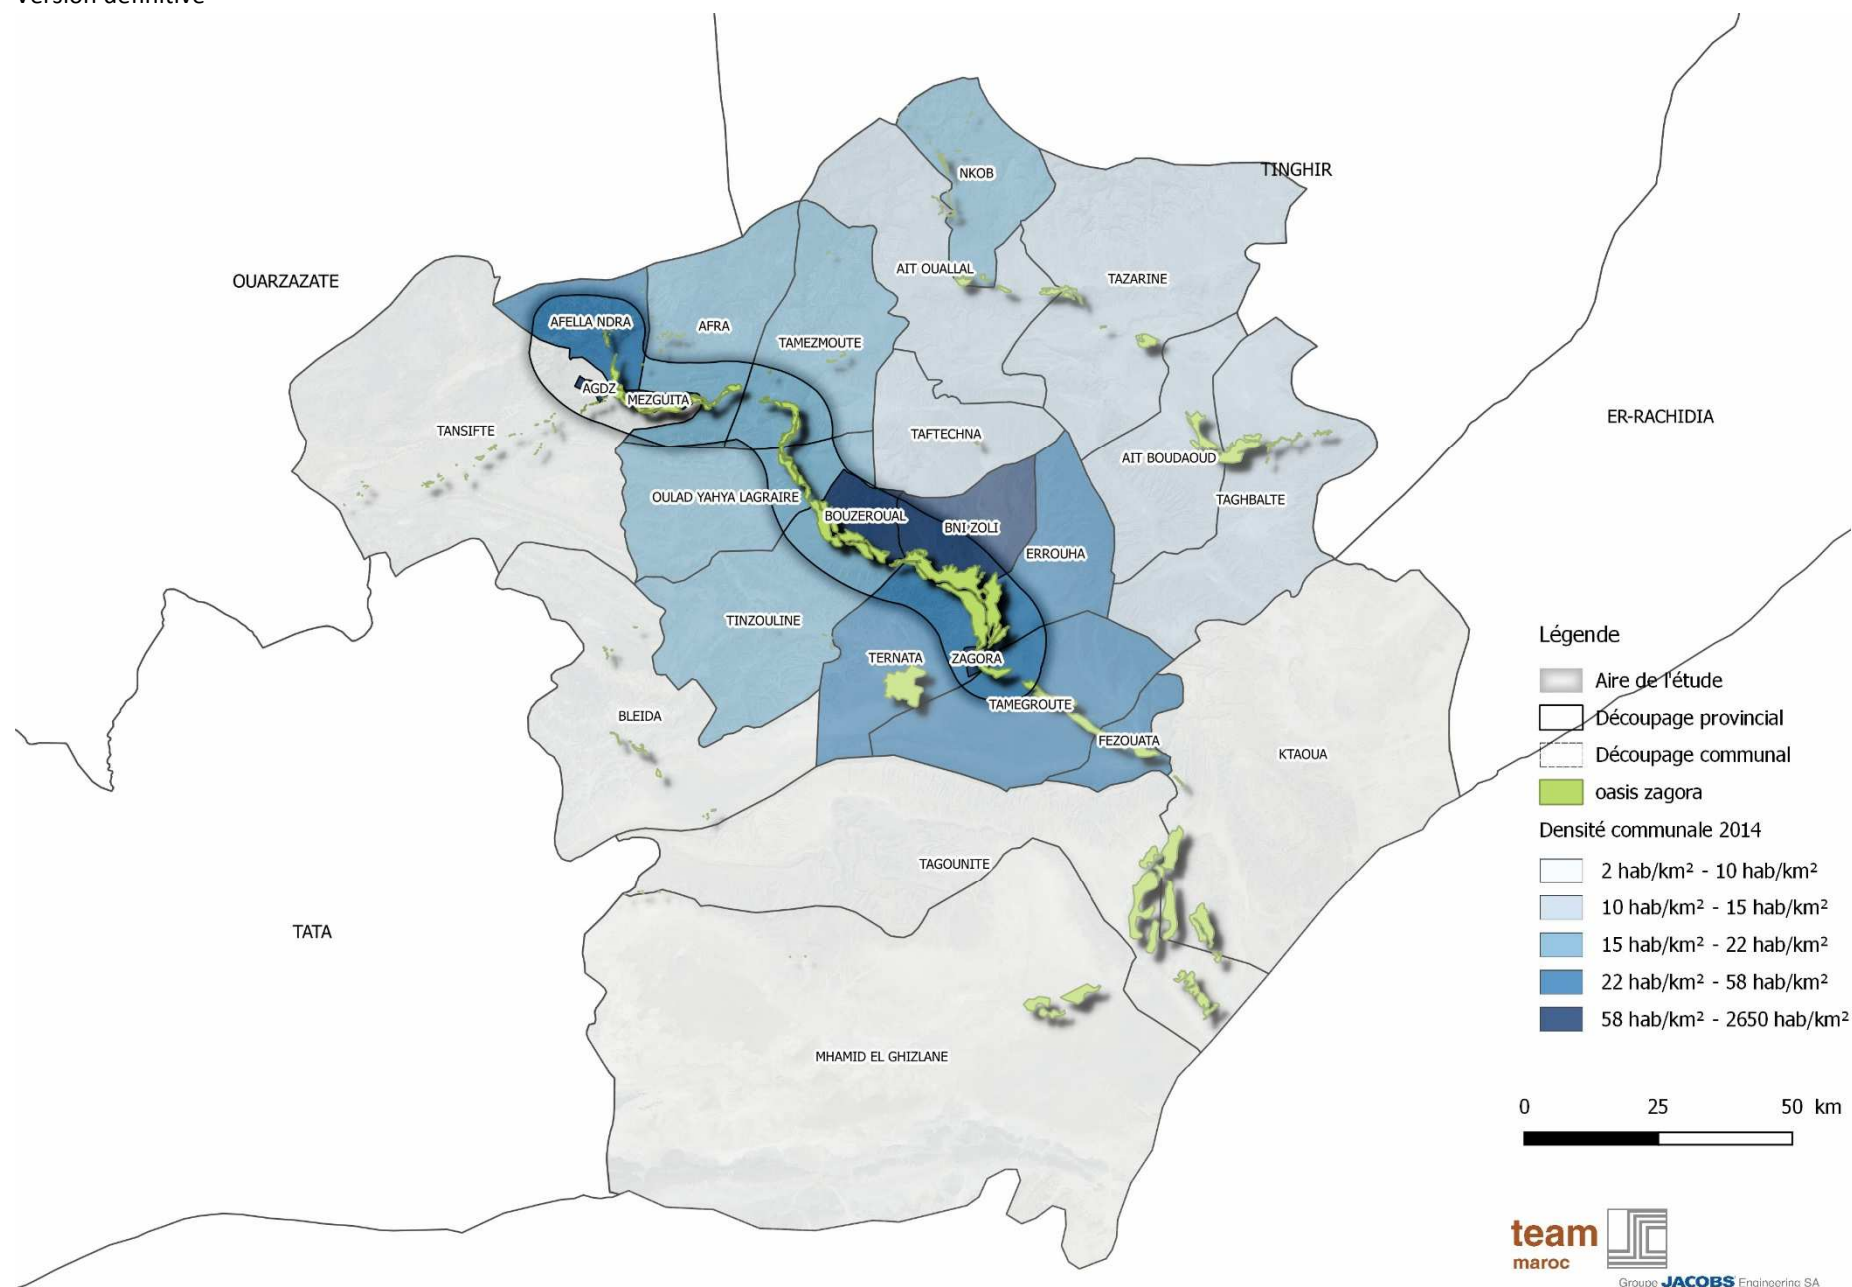 Version définitive
NKOB
TINGHIR
AIT OUALLAL
TAZARINE
OUARZAZATE
AFELLA NDRA
AFRA
TAMEZMOUTE
AGDZ
MEZGUITA
TANSIFTE
TAFTECHNA
ER-RACHIDIA
AIT BOUDAOUD
OULAD YAHYA LAGRAIRE
TAGHBALTE
BOUZEROUAL
BNI ZOLI
ERROUHA
TINZOULINE
TERNATA
ZAGORA
TAMEGROUTE
BLEIDA
FEZOUATA
KTAOUA
TAGOUNITE
TATA
MHAMID EL GHIZLANE
Légende
Aire de l'étude
Découpage provincial
Découpage communal
oasis zagora
Densité communale 2014
2 hab/km² - 10 hab/km²
10 hab/km² - 15 hab/km²
15 hab/km² - 22 hab/km²
22 hab/km² - 58 hab/km²
58 hab/km² - 2650 hab/km²
0 25 50 km
team
maroc
Groupe JACOBS Engineering SA